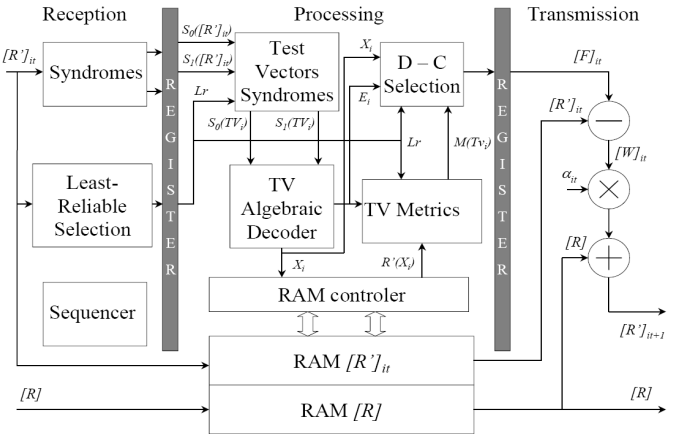 Reception Processing Transmission
[R']it
Syndromes
Least-
Reliable
Selection
Sequencer
[R]
REGISTER
S0([R']it)
S1([R']it)
Lr
Test
Vectors
Syndromes
S0(TVi) S1(TVi)
TV
Algebraic
Decoder
Xi
Xi
Ei
D – C
Selection
Lr
M(Tvi)
TV Metrics
R'(Xi)
RAM controler
RAM [R']it
RAM [R]
REGISTER
[F]it
[R']it
[W]it
αit
[R]
[R']it+1
[R]